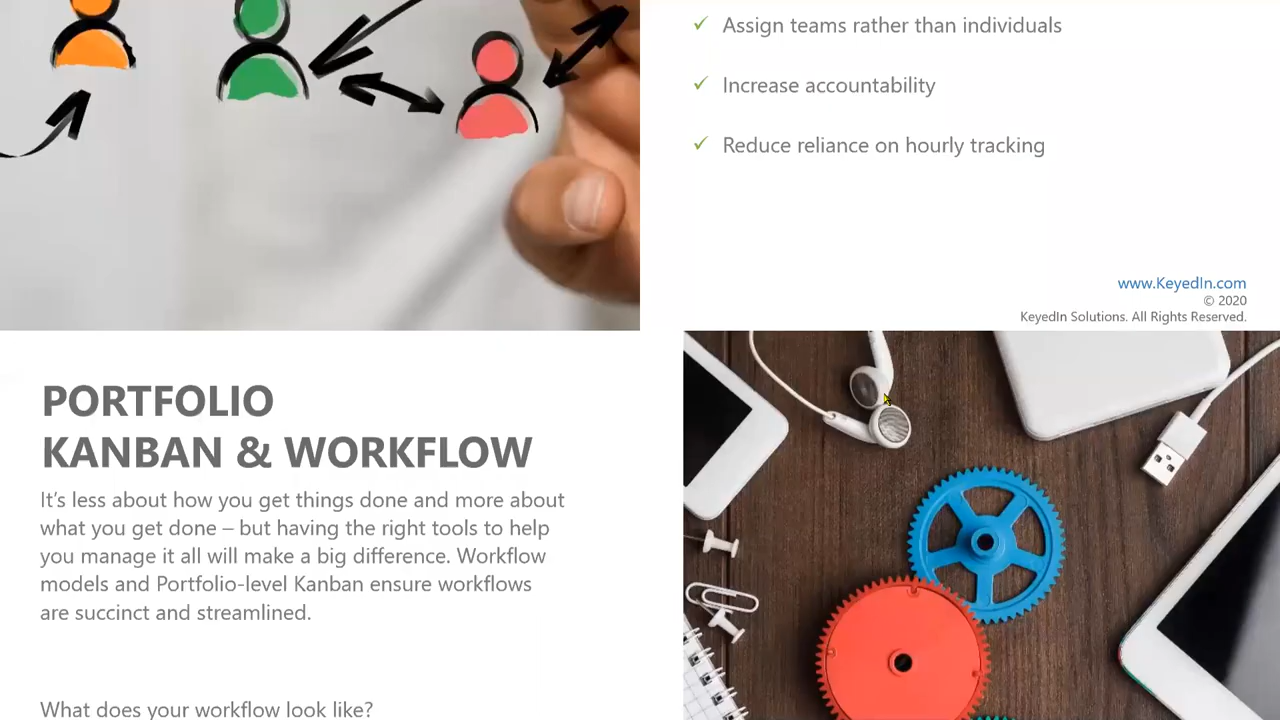 Assign teams rather than individuals
Increase accountability
Reduce reliance on hourly tracking
www.KeyedIn.com
© 2020
KeyedIn Solutions. All Rights Reserved.
PORTFOLIO
KANBAN & WORKFLOW
It’s less about how you get things done and more about
what you get done – but having the right tools to help
you manage it all will make a big difference. Workflow
models and Portfolio-level Kanban ensure workflows
are succinct and streamlined.
What does your workflow look like?